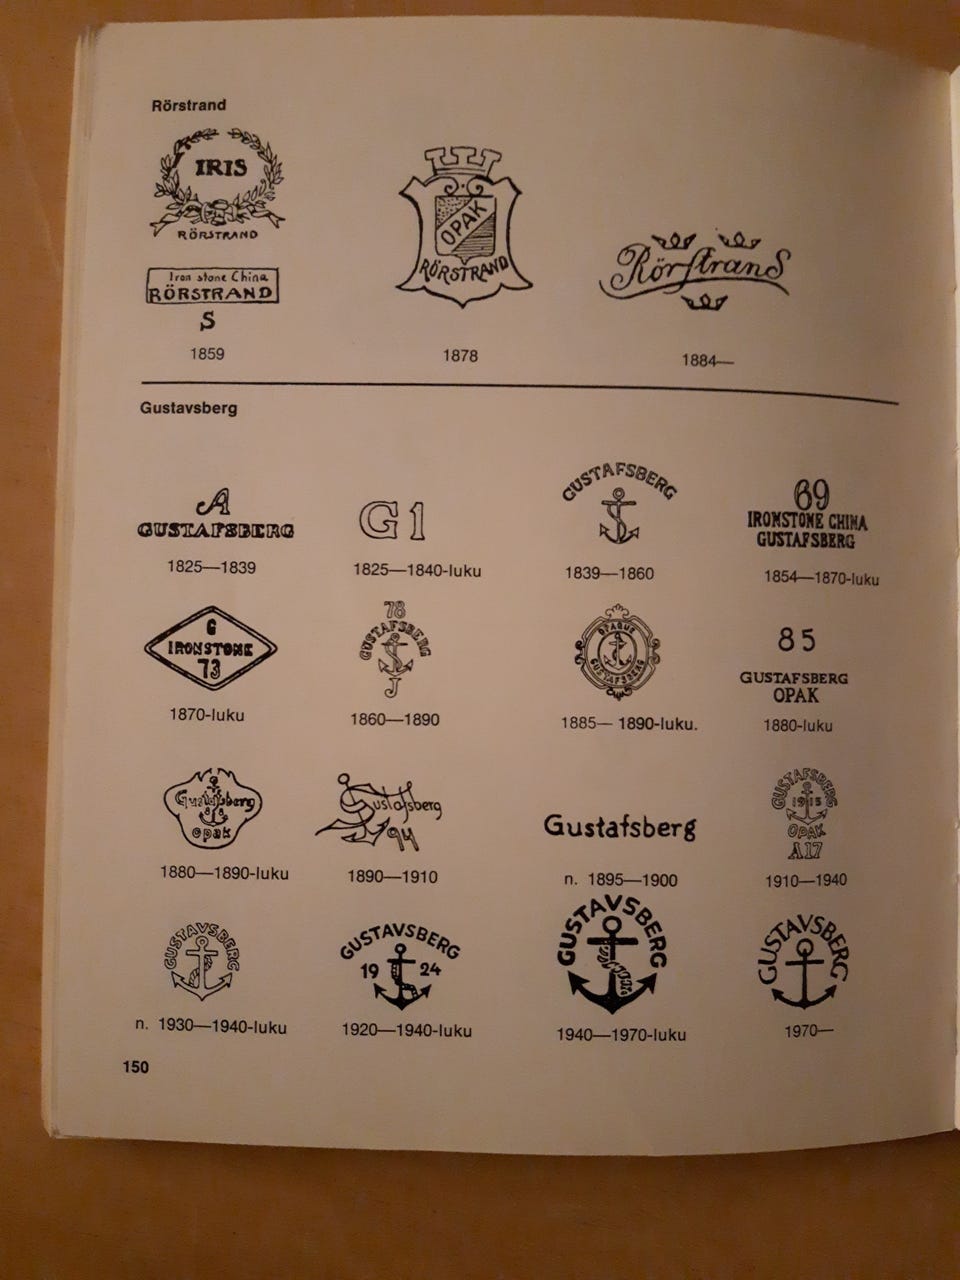 Rörstrand
IRIS
RÖRSTRAND
OPAK
RÖRSTRAND
Rörstrand
Iron stone China
RÖRSTRAND
S
1859
1878
1884—
Gustavsberg
A
GUSTAFSBERG
1825—1839
G1
1825—1840-luku
GUSTAFSBERG
1839—1860
69
IRONSTONE CHINA
GUSTAFSBERG
1854—1870-luku
G
IRONSTONE
73
1870-luku
78
GUSTAFSBERG
J
1860—1890
OPAQUE
GUSTAFSBERG
1885— 1890-luku.
85
GUSTAFSBERG
OPAK
1880-luku
Gustafsberg
opak
1880—1890-luku
Gustafsberg
94
1890—1910
Gustafsberg
n. 1895—1900
GUSTAFSBERG
1915
OPAK
A17
1910—1940
GUSTAVSBERG
n. 1930—1940-luku
GUSTAVSBERG
19 24
1920—1940-luku
GUSTAVSBERG
1940—1970-luku
GUSTAVSBERG
1970—
150